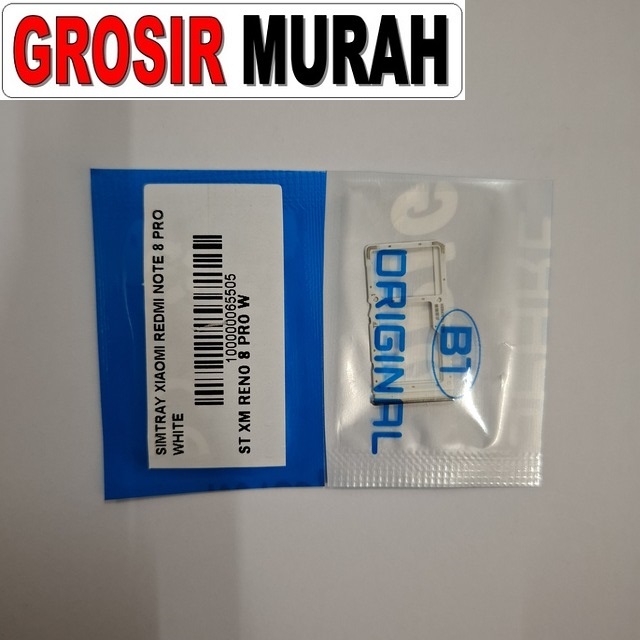 GROSIR MURAH
SIMTRAY XIAOMI REDMI NOTE 8 PRO
WHITE
100000065505
ST XM RENO 8 PRO W
B1
ORIGINAL